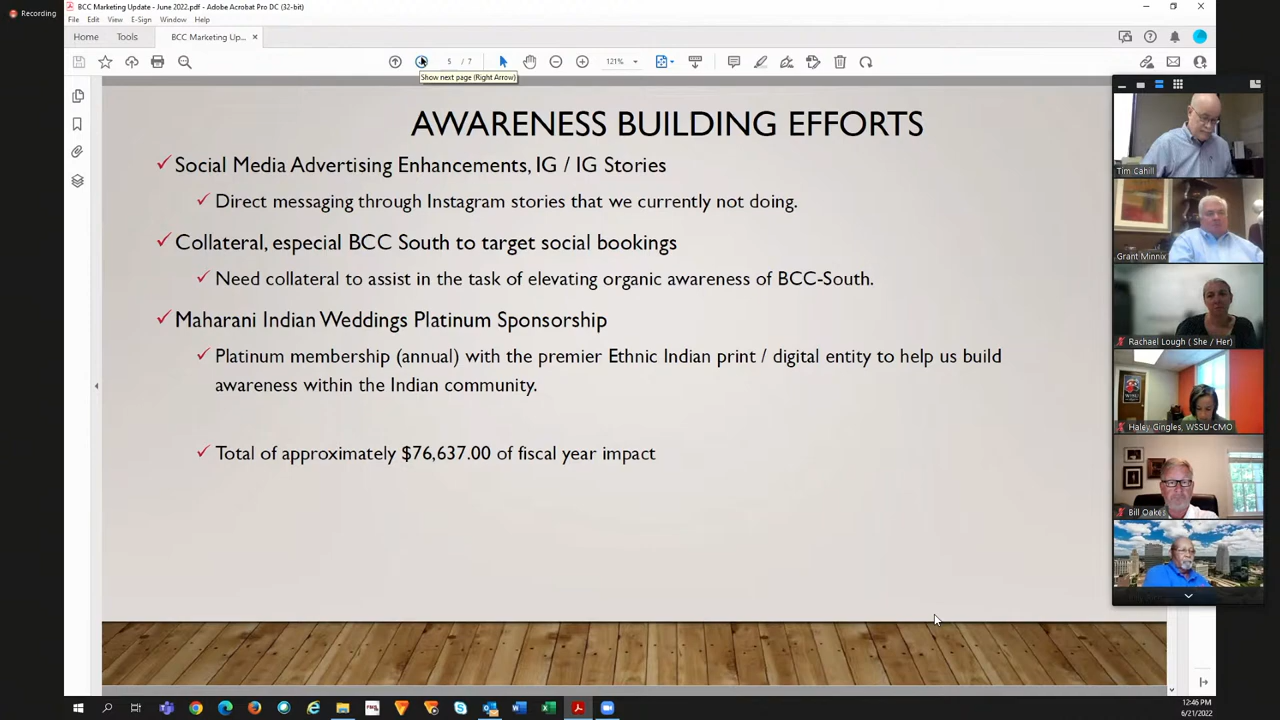 Recording
BCC Marketing Update - June 2022.pdf - Adobe Acrobat Pro DC (32-bit)
File Edit View E-Sign Window Help
Home Tools BCC Marketing Up... ×
5 / 7 121%
Show next page (Right Arrow)
AWARENESS BUILDING EFFORTS
Social Media Advertising Enhancements, IG / IG Stories
Direct messaging through Instagram stories that we currently not doing.
Collateral, especial BCC South to target social bookings
Need collateral to assist in the task of elevating organic awareness of BCC-South.
Maharani Indian Weddings Platinum Sponsorship
Platinum membership (annual) with the premier Ethnic Indian print / digital entity to help us build
awareness within the Indian community.
Total of approximately $76,637.00 of fiscal year impact
Tim Cahill
Grant Minnix
Rachael Lough ( She / Her)
Haley Gingles, WSSU-CMO
Bill Oakes
12:46 PM
6/21/2022